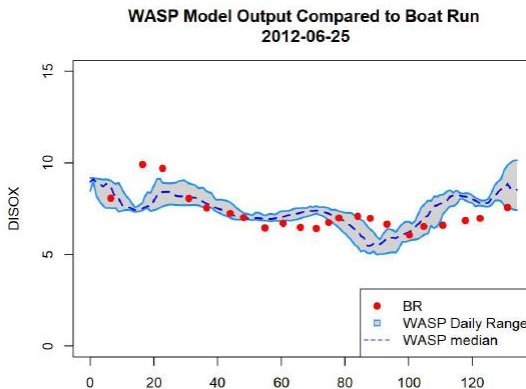 WASP Model Output Compared to Boat Run
2012-06-25
15
10
5
0
DISOX
BR
WASP Daily Range
WASP median
0 20 40 60 80 100 120